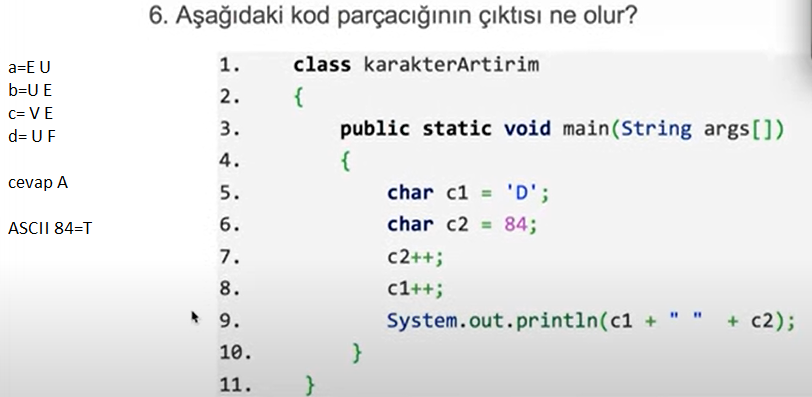 6. Aşağıdaki kod parçacığının çıktısı ne olur?
a=E U
b=U E
c= V E
d= U F
cevap A
ASCII 84=T
1. class karakterArtirim
2. {
3. public static void main(String args[])
4. {
5. char c1 = 'D';
6. char c2 = 84;
7. c2++;
8. c1++;
9. System.out.println(c1 + " " + c2);
10. }
11. }